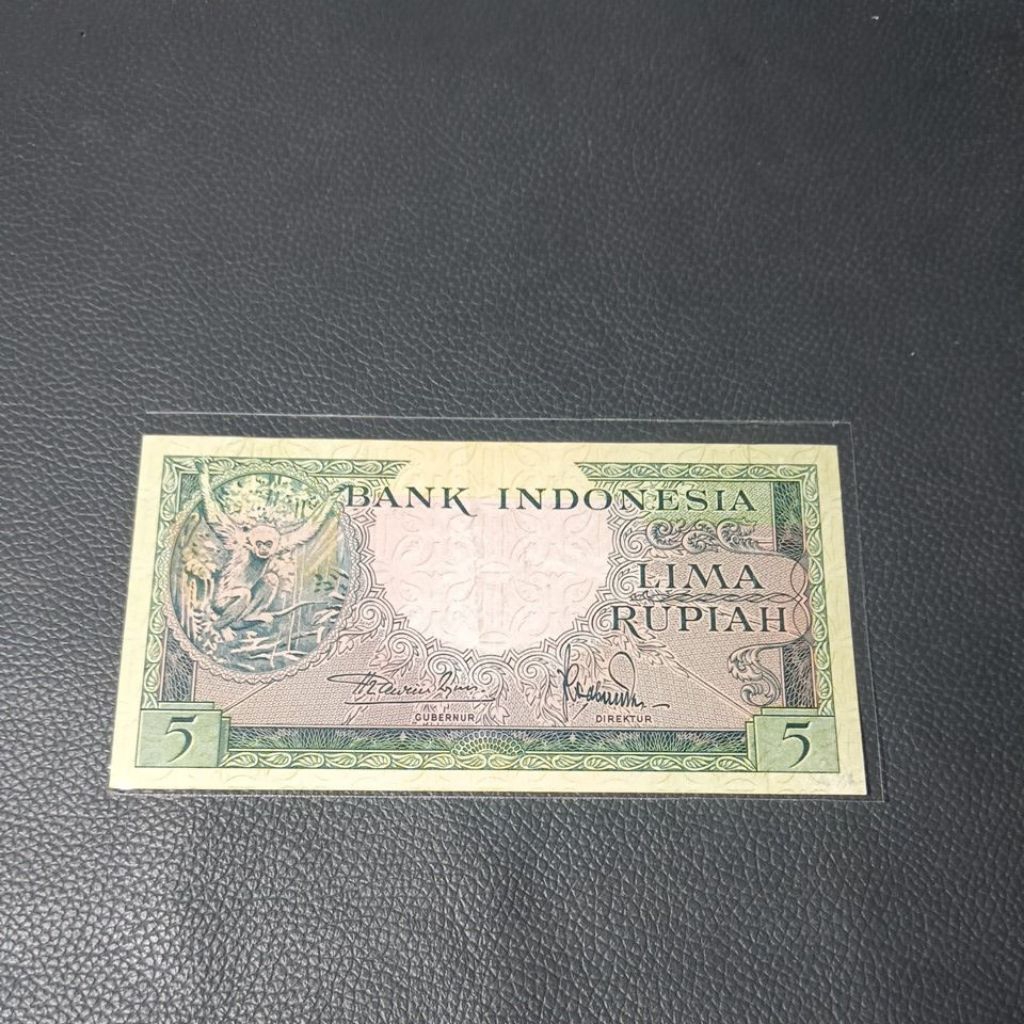 BANK INDONESIA
LIMA
RUPIAH
GUBERNUR
DIREKTUR
5
5